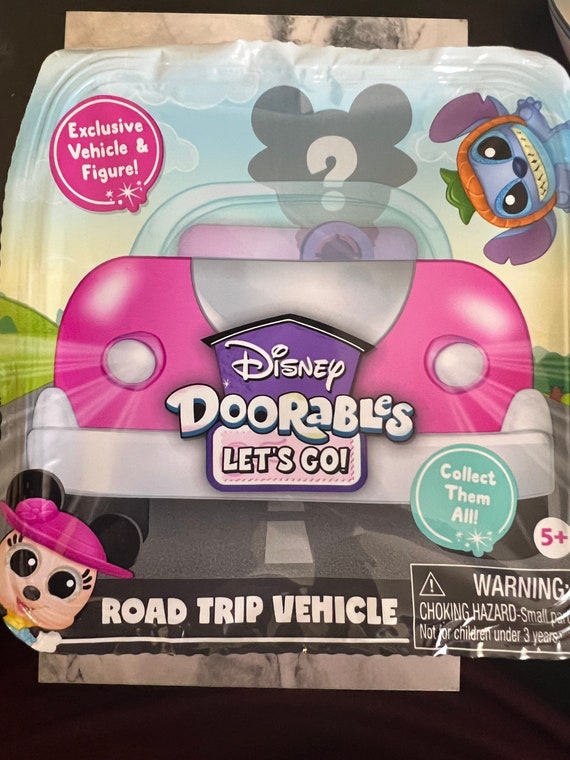 Exclusive
Vehicle &
Figure!
?
Disney
DOORABLES
LET'S GO!
Collect
Them
All!
5+
ROAD TRIP VEHICLE
WARNING:
CHOKING HAZARD-Small
Not for children under 3 years.